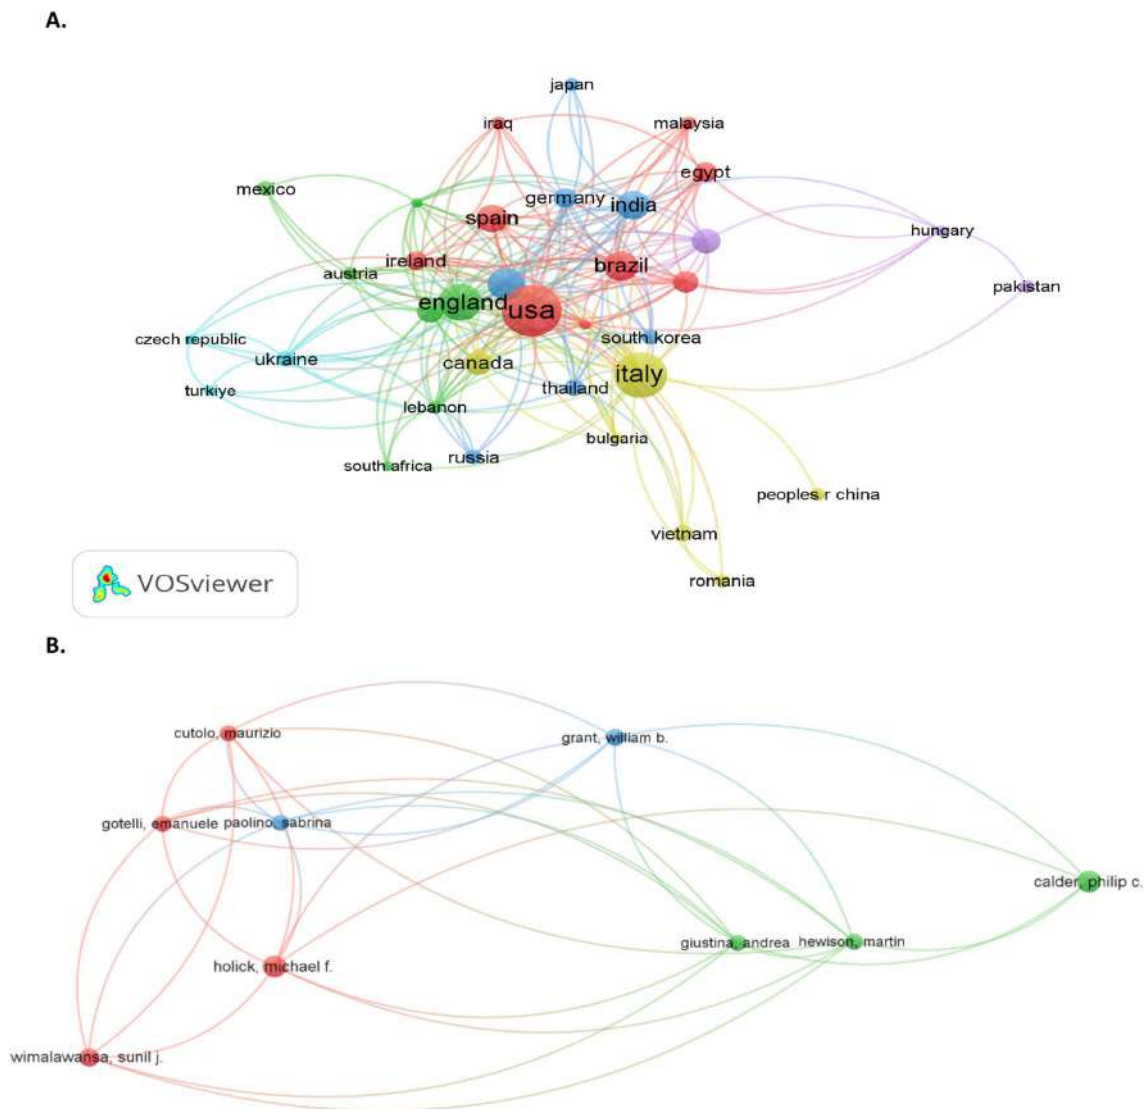 A.
japan
iraq
malaysia
egypt
mexico
germany
india
spain
hungary
ireland
brazil
austria
pakistan
england
usa
czech republic
south korea
ukraine
canada
italy
turkiye
thailand
lebanon
bulgaria
south africa
russia
peoples r china
vietnam
romania
VOSviewer
B.
cutolo, maurizio
grant, william b.
gotelli, emanuele
paolino, sabrina
calder, philip c.
giustina, andrea
hewison, martin
holick, michael f.
wimalawansa, sunil j.